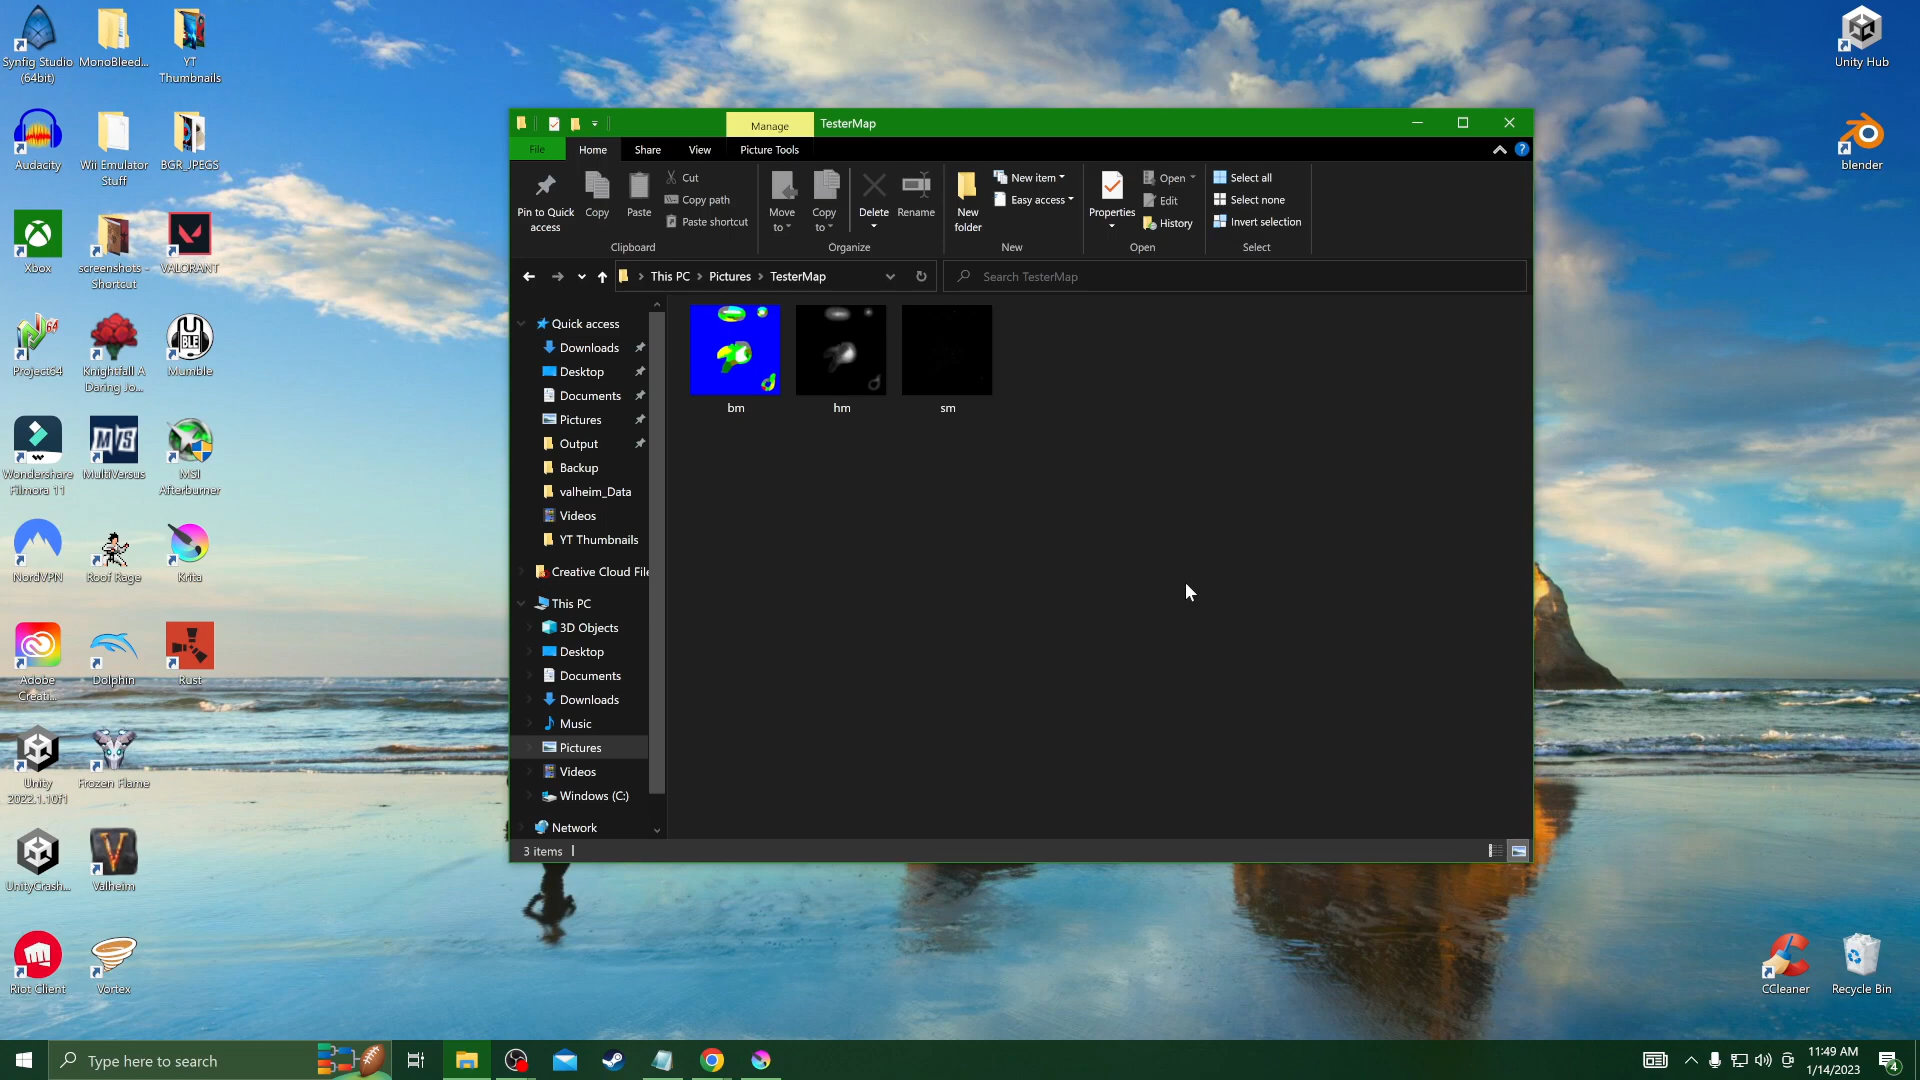 Synfig Studio
(64bit)
MonoBleed...
YT
Thumbnails
Audacity
Wii Emulator
Stuff
BGR_JPEGS
Xbox
screenshots -
Shortcut
VALORANT
Project64
Knightfall A
Daring Jo...
Mumble
Wondershare
Filmora 11
MultiVersus
MSI
Afterburner
NordVPN
Roof Rage
Krita
Adobe
Creati...
Dolphin
Rust
Unity
2022.1.10f1
Frozen Flame
UnityCrash...
Valheim
Riot Client
Vortex
Manage
TesterMap
File
Home
Share
View
Picture Tools
Pin to Quick
access
Copy
Paste
Cut
Copy path
Paste shortcut
Clipboard
Move
to
Copy
to
Delete
Rename
Organize
New
folder
New item
Easy access
New
Properties
Open
Edit
History
Open
Select all
Select none
Invert selection
Select
This PC
Pictures
TesterMap
Search TesterMap
Quick access
Downloads
Desktop
Documents
Pictures
Output
Backup
valheim_Data
Videos
YT Thumbnails
Creative Cloud File
This PC
3D Objects
Desktop
Documents
Downloads
Music
Pictures
Videos
Windows (C:)
Network
bm
hm
sm
3 items
Unity Hub
blender
CCleaner
Recycle Bin
Type here to search
11:49 AM
1/14/2023
4